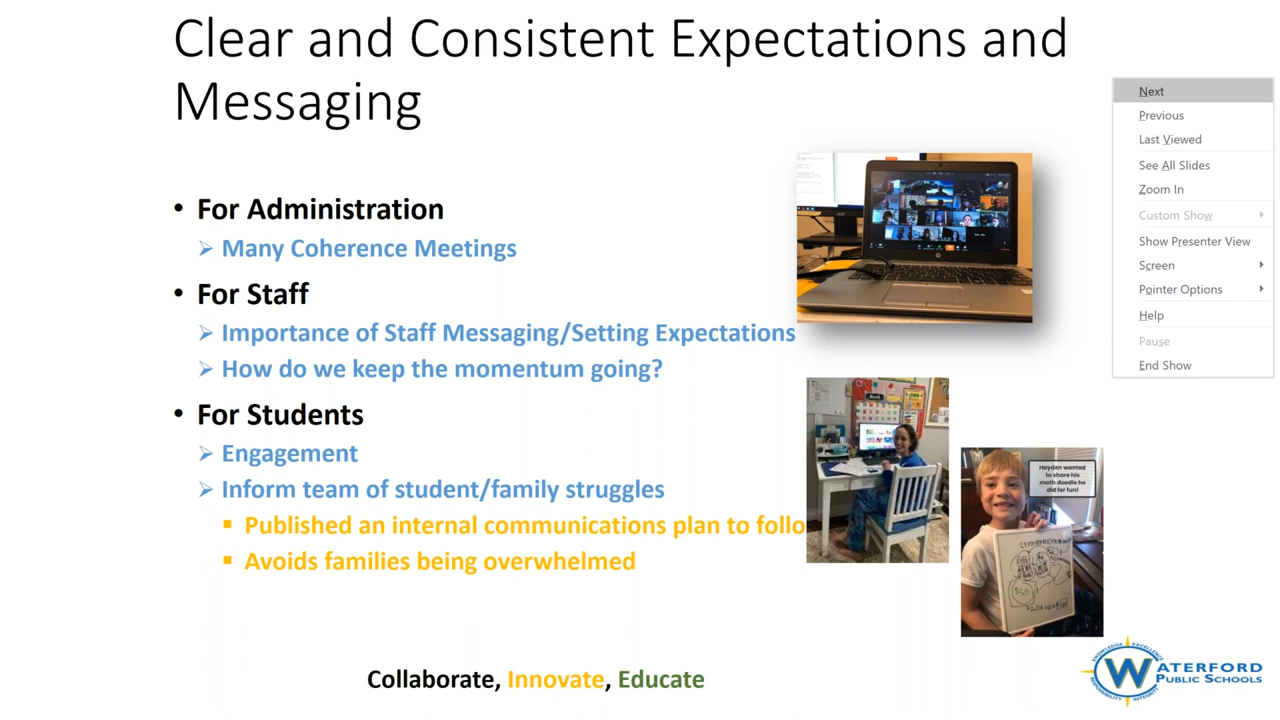 Clear and Consistent Expectations and
Messaging
• For Administration
➢ Many Coherence Meetings
• For Staff
➢ Importance of Staff Messaging/Setting Expectations
➢ How do we keep the momentum going?
• For Students
➢ Engagement
➢ Inform team of student/family struggles
▪ Published an internal communications plan to follo
▪ Avoids families being overwhelmed
Next
Previous
Last Viewed
See All Slides
Zoom In
Custom Show
Show Presenter View
Screen
Pointer Options
Help
Pause
End Show
Hayden wanted
to share his
math doodle he
did for fun!
Collaborate, Innovate, Educate
KNOWLEDGE EXCELLENCE
WATERFORD
PUBLIC SCHOOLS
RESPONSIBILITY INTEGRITY